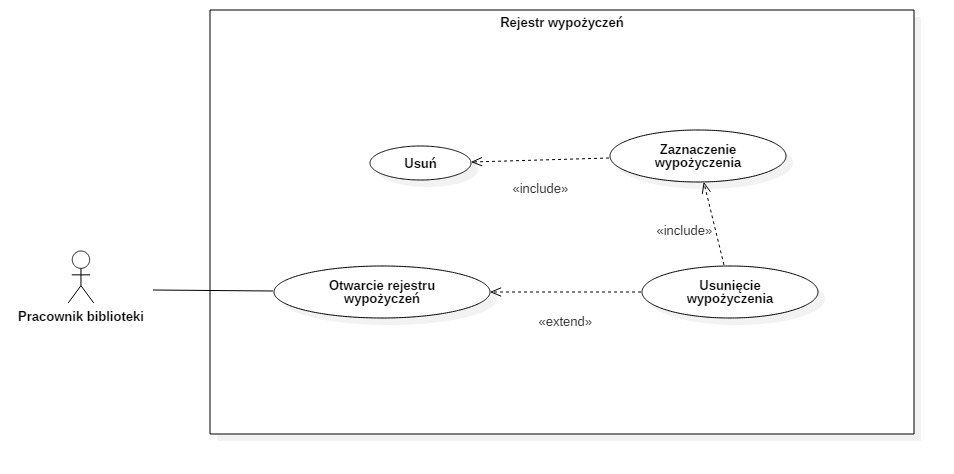 Rejestr wypożyczeń
Zaznaczenie
wypożyczenia
Usuń
«include»
«include»
Otwarcie rejestru
wypożyczeń
Usunięcie
wypożyczenia
Pracownik biblioteki
«extend»